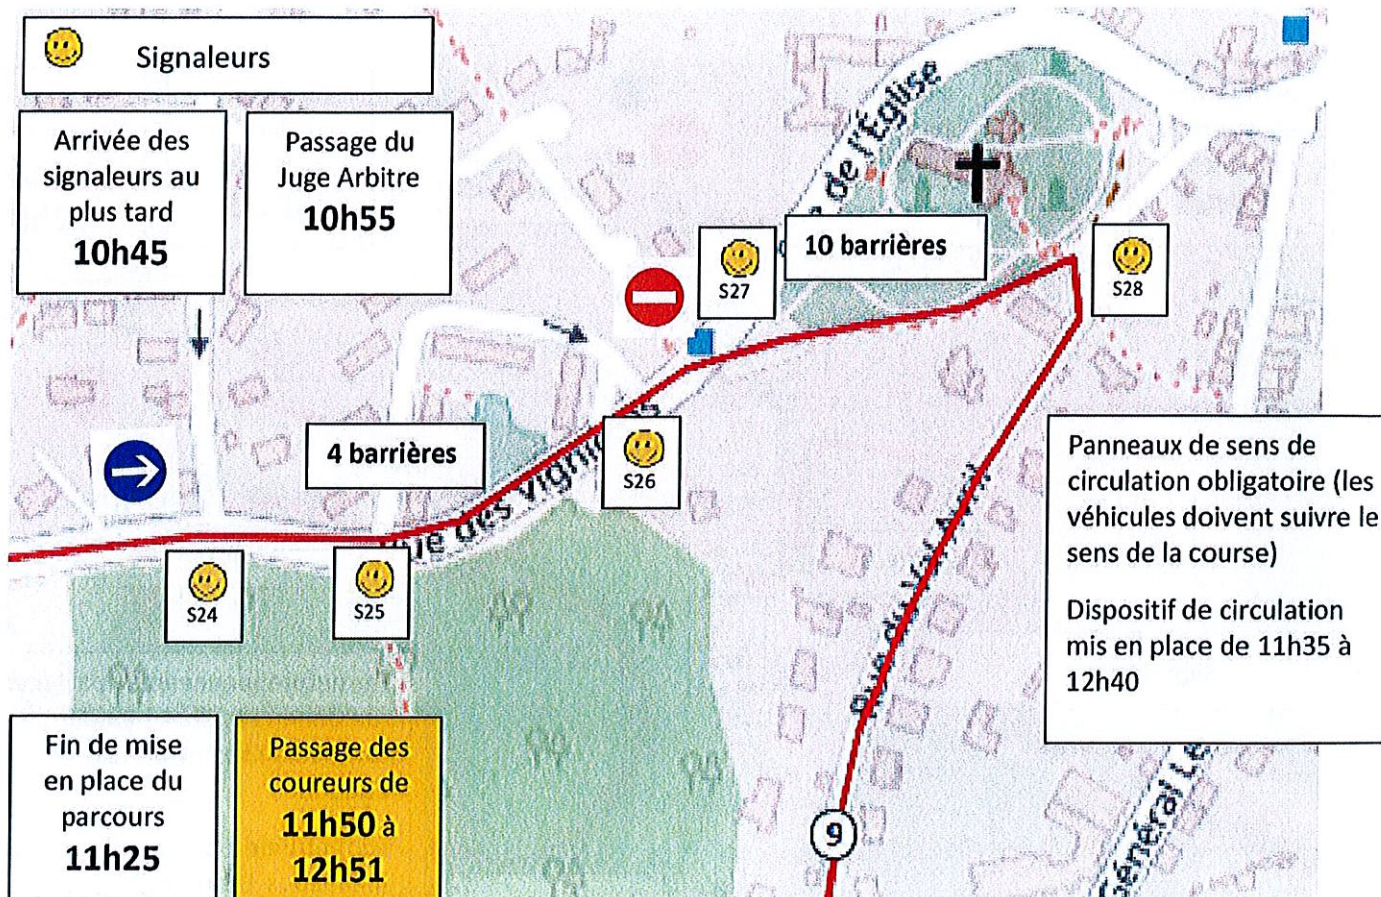 Signaleurs
Arrivée des
signaleurs au
plus tard
10h45
Passage du
Juge Arbitre
10h55
de l'Église
S27
10 barrières
S28
4 barrières
S26
Rue des Vignes
S24
S25
Rue du Val
Panneaux de sens de
circulation obligatoire (les
véhicules doivent suivre le
sens de la course)
Dispositif de circulation
mis en place de 11h35 à
12h40
Fin de mise
en place du
parcours
11h25
Passage des
coureurs de
11h50 à
12h51
9
Général